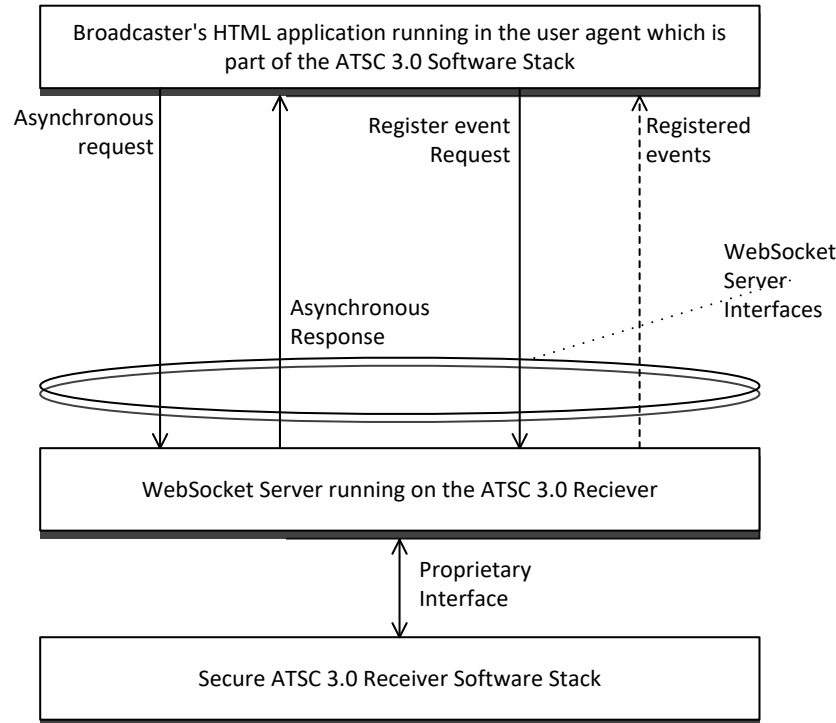 Broadcaster's HTML application running in the user agent which is
part of the ATSC 3.0 Software Stack
Asynchronous
request
Register event
Request
Registered
events
WebSocket
Server
Interfaces
Asynchronous
Response
WebSocket Server running on the ATSC 3.0 Reciever
Proprietary
Interface
Secure ATSC 3.0 Receiver Software Stack